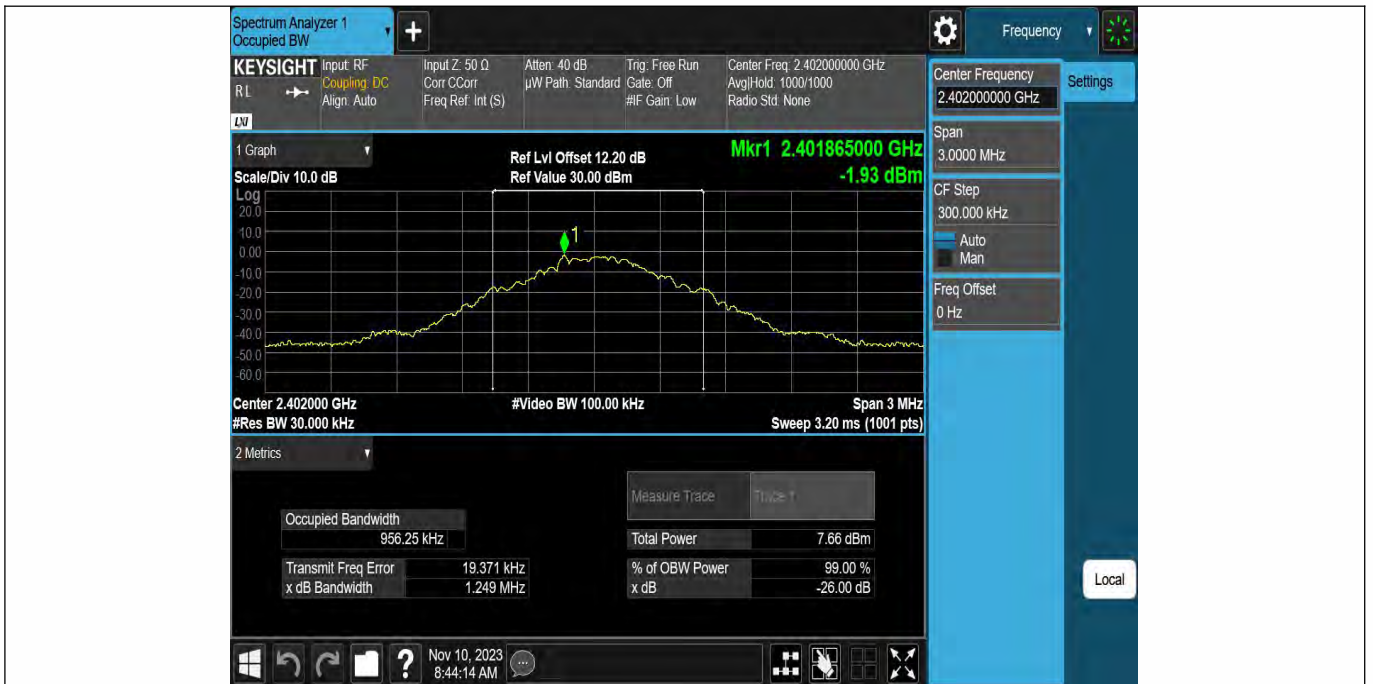 Spectrum Analyzer 1
Occupied BW
+
Frequency
KEYSIGHT
RL
LXI
Input: RF
Coupling: DC
Align: Auto
Input Z: 50 Ω
Corr CCorr
Freq Ref: Int (S)
Atten: 40 dB
µW Path: Standard
Trig: Free Run
Gate: Off
#IF Gain: Low
Center Freq: 2.402000000 GHz
Avg|Hold: 1000/1000
Radio Std: None
Center Frequency
2.402000000 GHz
Settings
Span
3.0000 MHz
CF Step
300.000 kHz
Auto
Man
Freq Offset
0 Hz
Local
1 Graph
Scale/Div 10.0 dB
Ref Lvl Offset 12.20 dB
Ref Value 30.00 dBm
Mkr1 2.401865000 GHz
-1.93 dBm
Log
20.0
10.0
0.00
-10.0
-20.0
-30.0
-40.0
-50.0
-60.0
1
Center 2.402000 GHz
#Res BW 30.000 kHz
#Video BW 100.00 kHz
Span 3 MHz
Sweep 3.20 ms (1001 pts)
2 Metrics
Measure Trace Trace 1
Occupied Bandwidth
956.25 kHz
Total Power 7.66 dBm
Transmit Freq Error 19.371 kHz
% of OBW Power 99.00 %
x dB Bandwidth 1.249 MHz
x dB -26.00 dB
?
Nov 10, 2023
8:44:14 AM